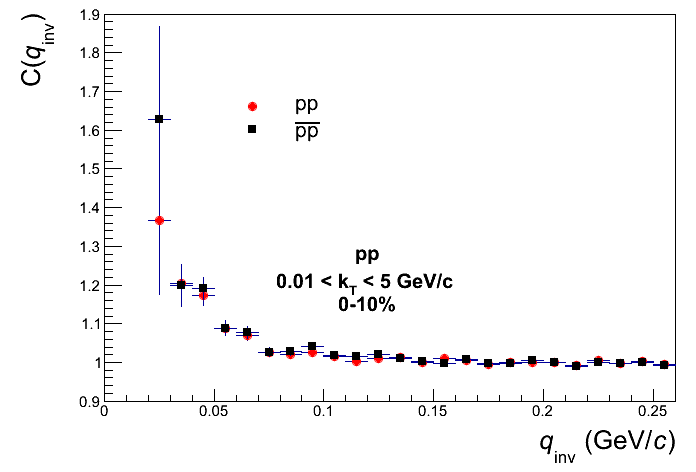 C(q_inv)
1.9
1.8
1.7
1.6
1.5
1.4
1.3
1.2
1.1
1
0.9
pp
p̅p̅
pp
0.01 < k_T < 5 GeV/c
0-10%
0 0.05 0.1 0.15 0.2 0.25
q_inv (GeV/c)